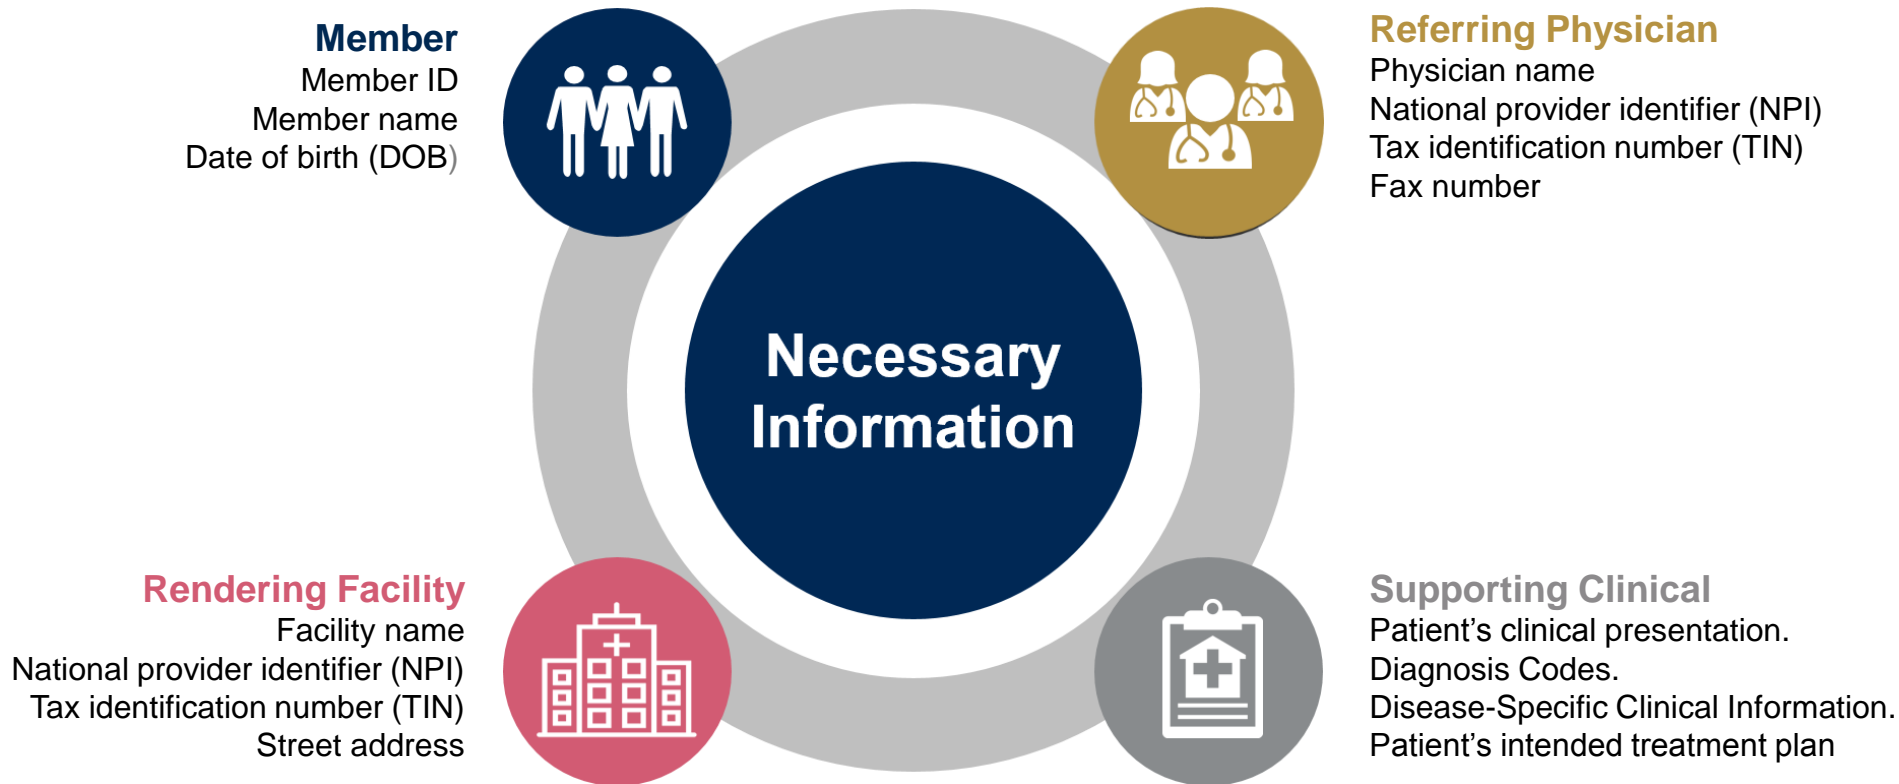 Member
Member ID
Member name
Date of birth (DOB)
Referring Physician
Physician name
National provider identifier (NPI)
Tax identification number (TIN)
Fax number
Necessary
Information
Rendering Facility
Facility name
National provider identifier (NPI)
Tax identification number (TIN)
Street address
Supporting Clinical
Patient’s clinical presentation.
Diagnosis Codes.
Disease-Specific Clinical Information.
Patient’s intended treatment plan